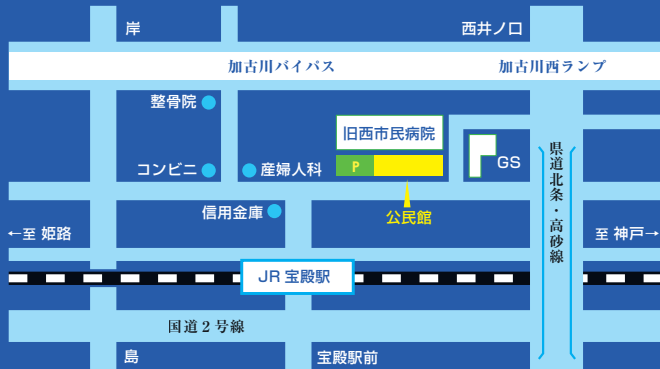 岸
西井ノ口
加古川バイパス
加古川西ランプ
整骨院
旧西市民病院
コンビニ
産婦人科
P
GS
県道北条・高砂線
信用金庫
公民館
←至 姫路
至 神戸→
JR 宝殿駅
国道2号線
島
宝殿駅前